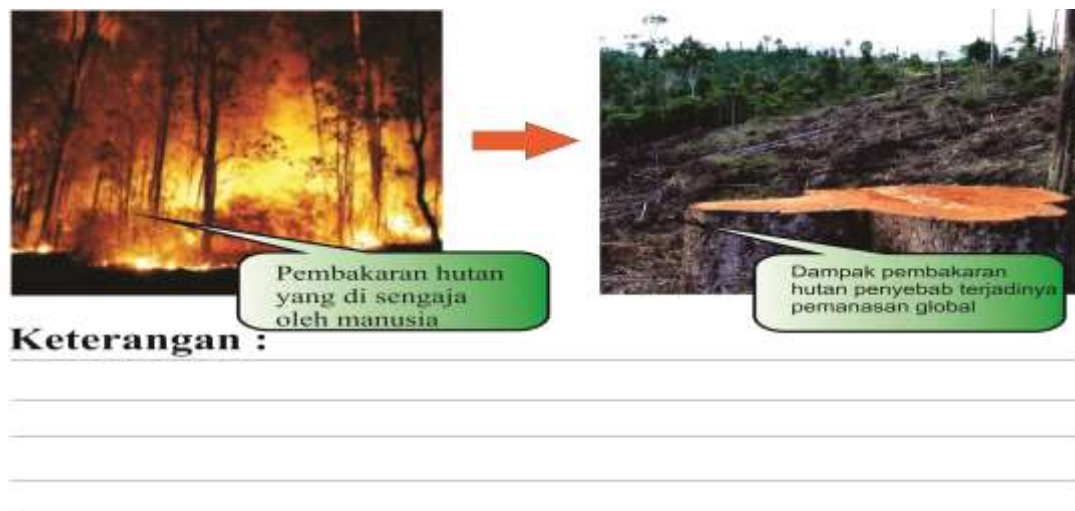 Pembakaran hutan
yang di sengaja
oleh manusia
Dampak pembakaran
hutan penyebab terjadinya
pemanasan global
Keterangan :